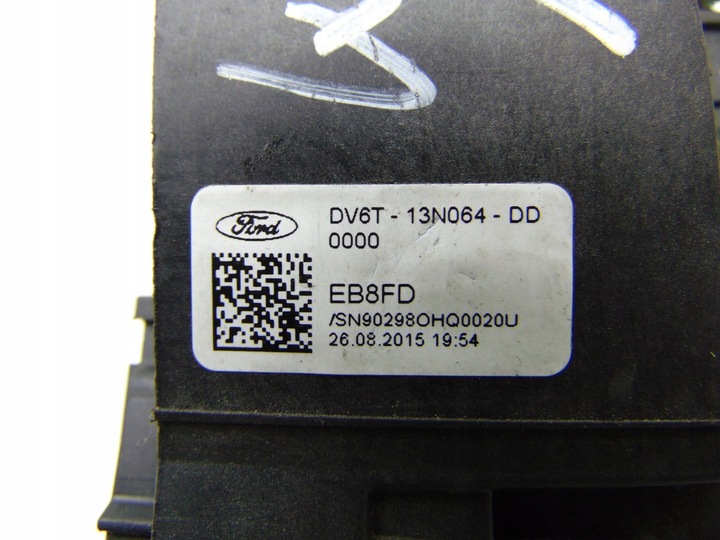 Ford
DV6T - 13N064 - DD
0000
EB8FD
/SN90298OHQ0020U
26.08.2015 19:54